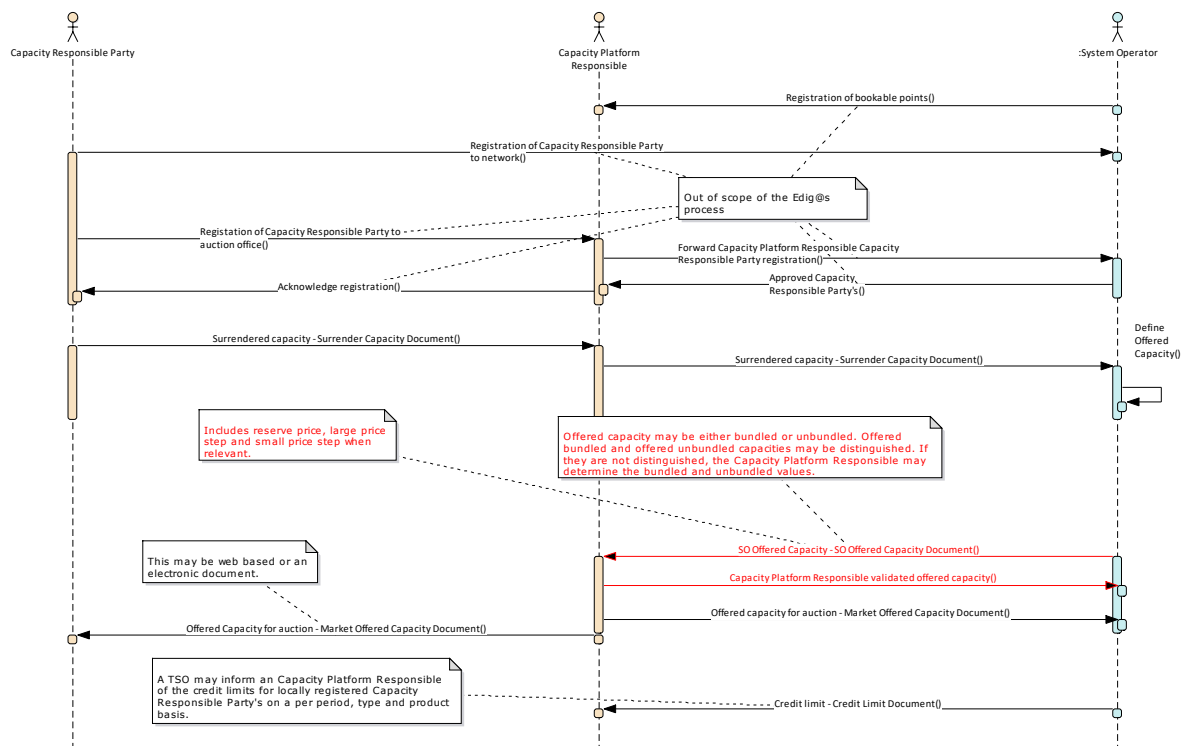 Capacity Responsible Party
Capacity Platform
Responsible
:System Operator
Registration of bookable points()
Registration of Capacity Responsible Party
to network()
Out of scope of the Edig@s
process
Registation of Capacity Responsible Party to
auction office()
Forward Capacity Platform Responsible Capacity
Responsible Party registration()
Approved Capacity
Responsible Party's()
Acknowledge registration()
Surrendered capacity - Surrender Capacity Document()
Define
Offered
Capacity()
Surrendered capacity - Surrender Capacity Document()
Includes reserve price, large price
step and small price step when
relevant.
Offered capacity may be either bundled or unbundled. Offered
bundled and offered unbundled capacities may be distinguished. If
they are not distinguished, the Capacity Platform Responsible may
determine the bundled and unbundled values.
SO Offered Capacity - SO Offered Capacity Document()
This may be web based or an
electronic document.
Capacity Platform Responsible validated offered capacity()
Offered capacity for auction - Market Offered Capacity Document()
Offered Capacity for auction - Market Offered Capacity Document()
A TSO may inform an Capacity Platform Responsible
of the credit limits for locally registered Capacity
Responsible Party's on a per period, type and product
basis.
Credit limit - Credit Limit Document()